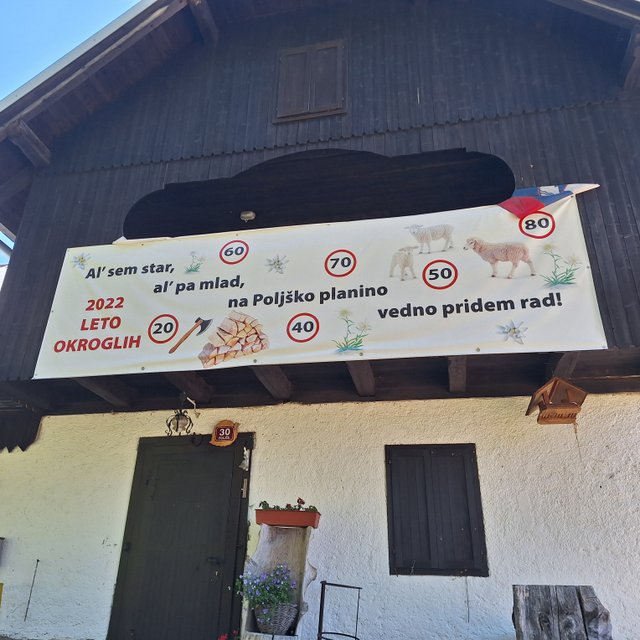 Al' sem star,
al' pa mlad,
na Poljško planino
vedno pridem rad!
2022
LETO
OKROGLIH
20
60
40
70
50
80
30